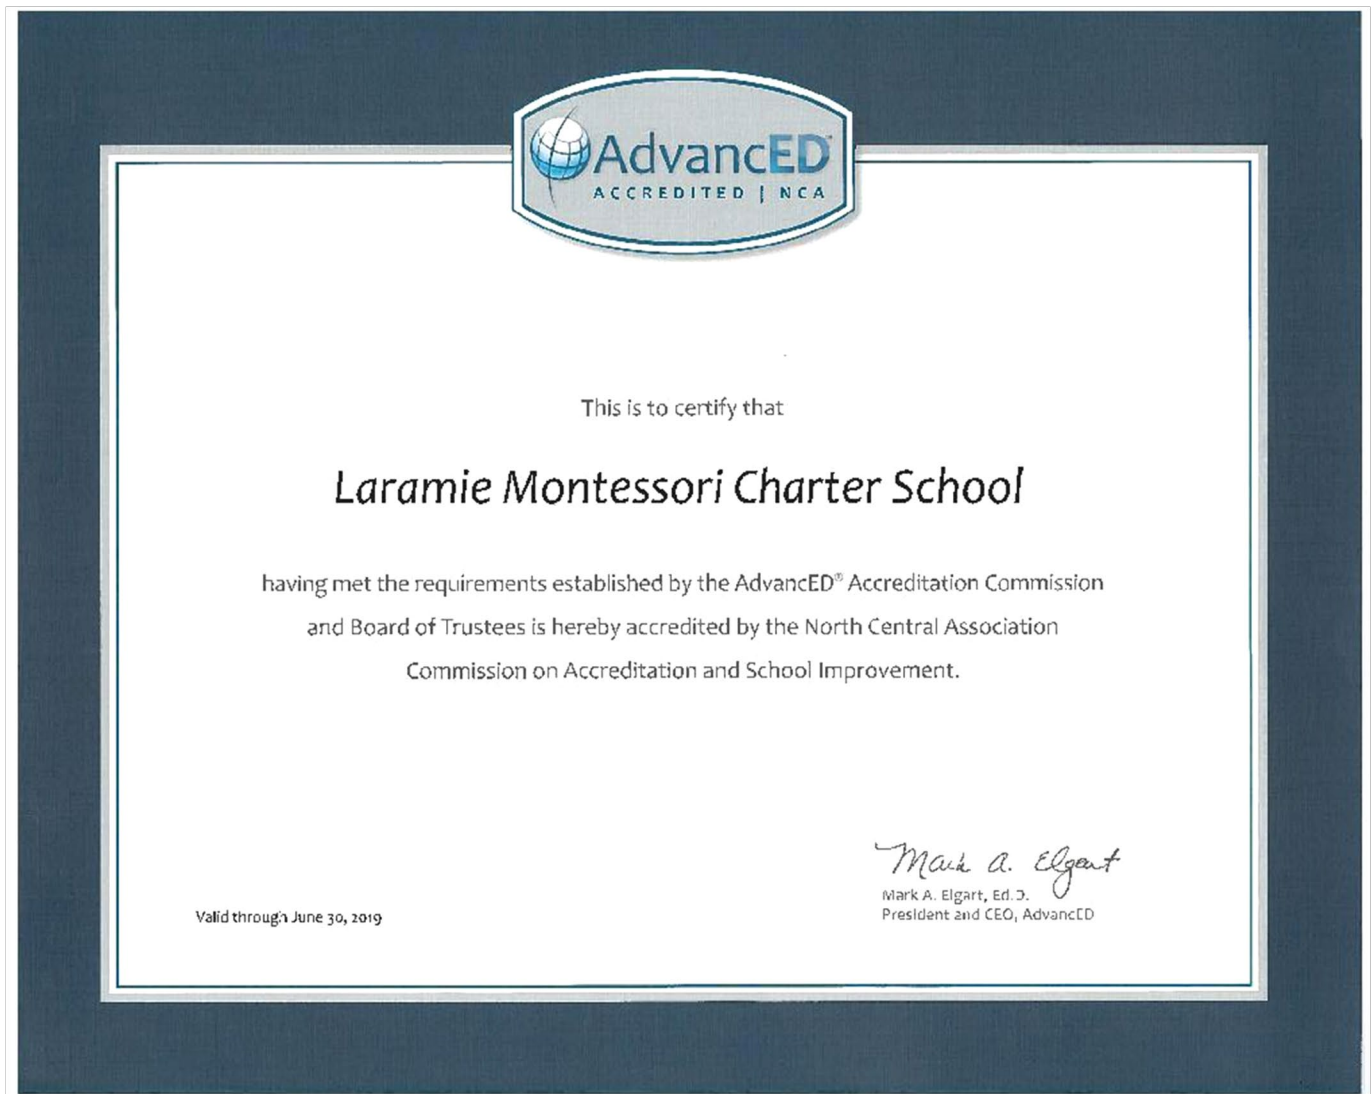 AdvancED™
ACCREDITED | NCA
This is to certify that
Laramie Montessori Charter School
having met the requirements established by the AdvancED® Accreditation Commission
and Board of Trustees is hereby accredited by the North Central Association
Commission on Accreditation and School Improvement.
Mark A. Elgart
Mark A. Elgart, Ed.D.
President and CEO, AdvancED
Valid through June 30, 2019